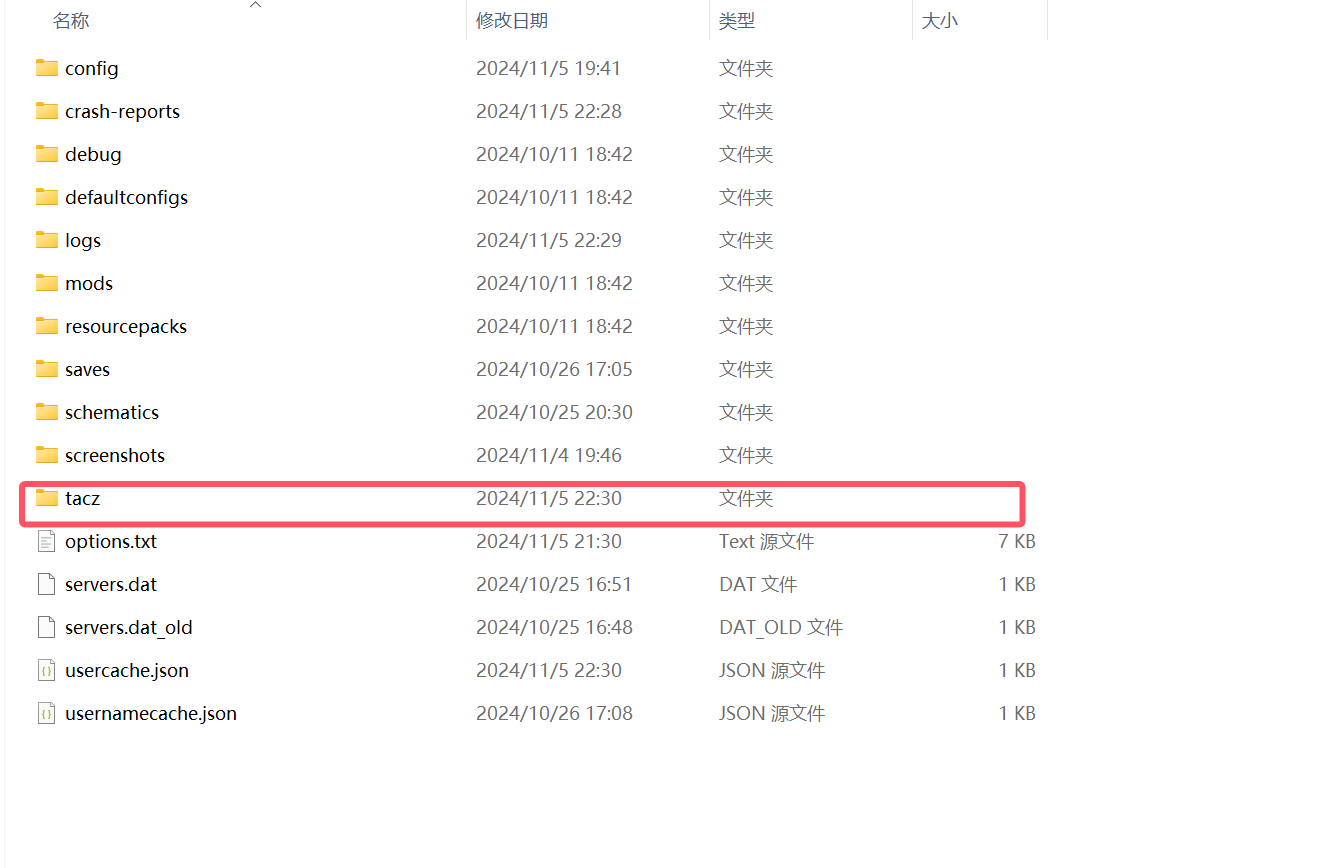 名称 修改日期 类型 大小
config 2024/11/5 19:41 文件夹
crash-reports 2024/11/5 22:28 文件夹
debug 2024/10/11 18:42 文件夹
defaultconfigs 2024/10/11 18:42 文件夹
logs 2024/11/5 22:29 文件夹
mods 2024/10/11 18:42 文件夹
resourcepacks 2024/10/11 18:42 文件夹
saves 2024/10/26 17:05 文件夹
schematics 2024/10/25 20:30 文件夹
screenshots 2024/11/4 19:46 文件夹
tacz 2024/11/5 22:30 文件夹
options.txt 2024/11/5 21:30 Text 源文件 7 KB
servers.dat 2024/10/25 16:51 DAT 文件 1 KB
servers.dat_old 2024/10/25 16:48 DAT_OLD 文件 1 KB
usercache.json 2024/11/5 22:30 JSON 源文件 1 KB
usernamecache.json 2024/10/26 17:08 JSON 源文件 1 KB